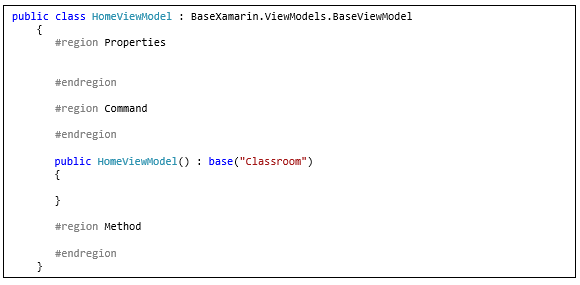 public class HomeViewModel : BaseXamarin.ViewModels.BaseViewModel
{
#region Properties
#endregion
#region Command
#endregion
public HomeViewModel() : base("Classroom")
{
}
#region Method
#endregion
}